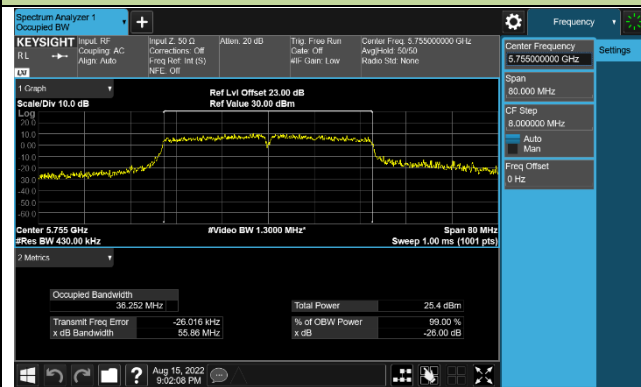 Spectrum Analyzer 1
Occupied BW
+
Frequency
KEYSIGHT
RL
LXI
Input: RF
Coupling: AC
Align: Auto
Input Z: 50 Ω
Corrections: Off
Freq Ref: Int (S)
NFE: Off
Atten: 20 dB
Trig: Free Run
Gate: Off
#IF Gain: Low
Center Freq: 5.755000000 GHz
Avg|Hold: 50/50
Radio Std: None
Center Frequency
5.755000000 GHz
Settings
Span
80.000 MHz
CF Step
8.000000 MHz
Auto
Man
Freq Offset
0 Hz
1 Graph
Scale/Div 10.0 dB
Ref Lvl Offset 23.00 dB
Ref Value 30.00 dBm
Log
20.0
10.0
0.00
-10.0
-20.0
-30.0
-40.0
-50.0
-60.0
Center 5.755 GHz
#Video BW 1.3000 MHz*
Span 80 MHz
#Res BW 430.00 kHz
Sweep 1.00 ms (1001 pts)
2 Metrics
Occupied Bandwidth
36.252 MHz
Total Power
25.4 dBm
Transmit Freq Error
-26.016 kHz
% of OBW Power
99.00 %
x dB Bandwidth
55.86 MHz
x dB
-26.00 dB
?
Aug 15, 2022
9:02:08 PM